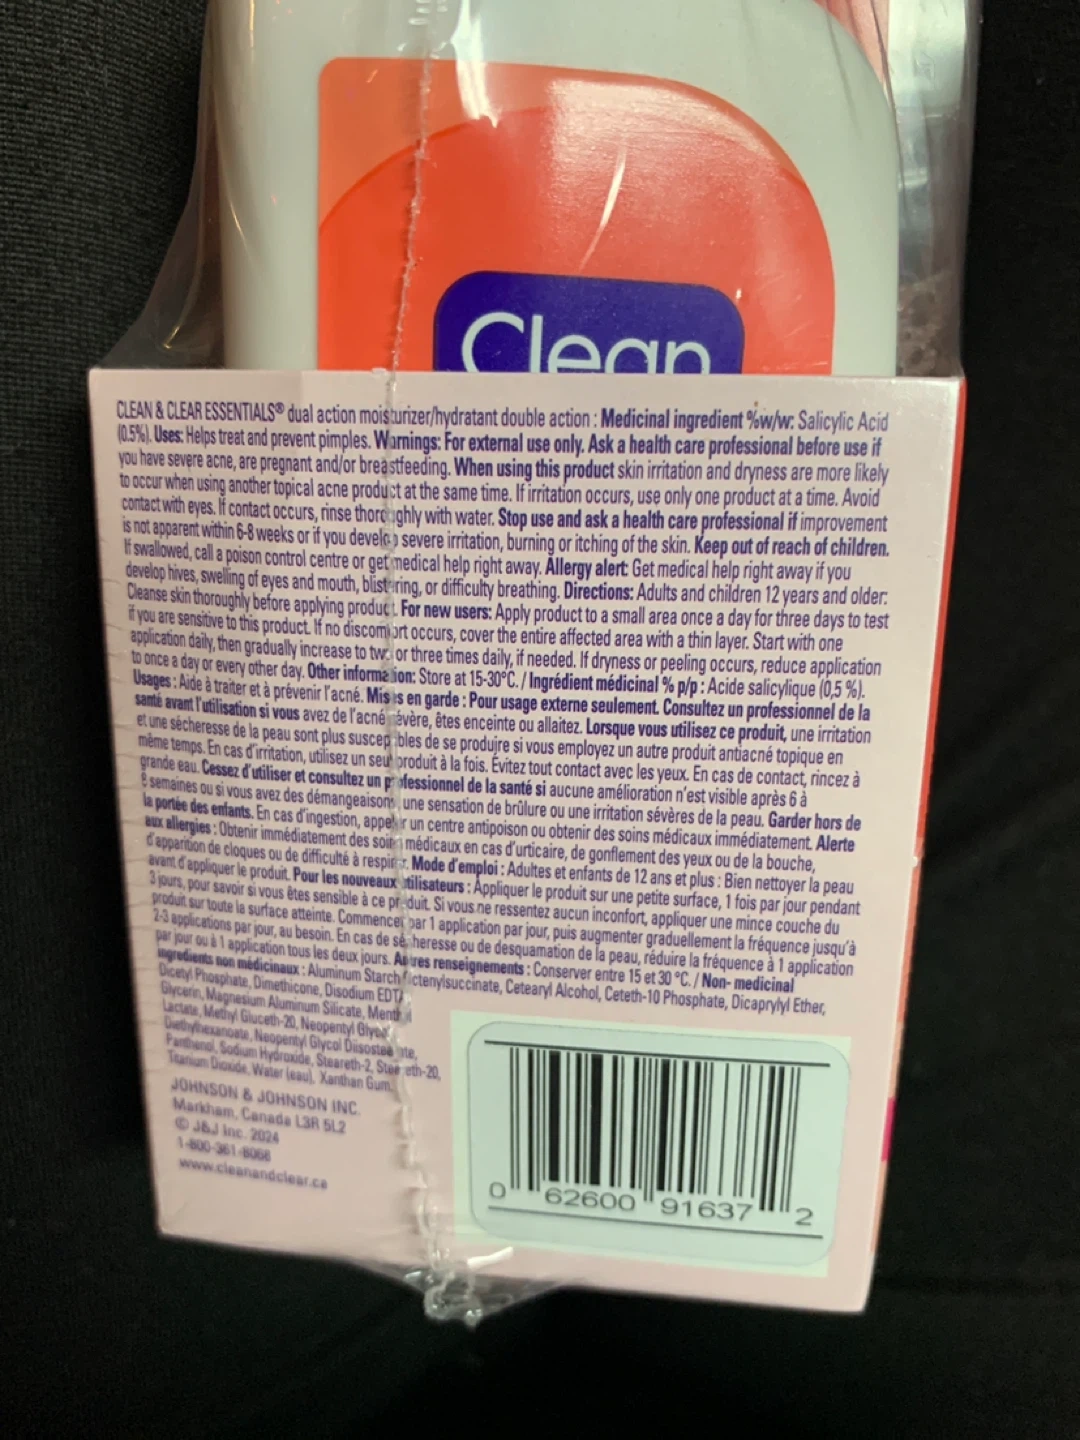 Clean
CLEAN & CLEAR ESSENTIALS® dual action moisturizer/hydratant double action : Medicinal ingredient %w/w: Salicylic Acid
(0.5%). Uses: Helps treat and prevent pimples. Warnings: For external use only. Ask a health care professional before use if
you have severe acne, are pregnant and/or breastfeeding. When using this product skin irritation and dryness are more likely
to occur when using another topical acne product at the same time. If irritation occurs, use only one product at a time. Avoid
contact with eyes. If contact occurs, rinse thoroughly with water. Stop use and ask a health care professional if improvement
is not apparent within 6-8 weeks or if you develop severe irritation, burning or itching of the skin. Keep out of reach of children.
If swallowed, call a poison control centre or get medical help right away. Allergy alert: Get medical help right away if you
develop hives, swelling of eyes and mouth, blistering, or difficulty breathing. Directions: Adults and children 12 years and older:
Cleanse skin thoroughly before applying product. For new users: Apply product to a small area once a day for three days to test
if you are sensitive to this product. If no discomfort occurs, cover the entire affected area with a thin layer. Start with one
application daily, then gradually increase to two or three times daily, if needed. If dryness or peeling occurs, reduce application
to once a day or every other day. Other information: Store at 15-30°C. / Ingrédient médicinal % p/p : Acide salicylique (0,5 %).
Usages : Aide à traiter et à prévenir l'acné. Mises en garde : Pour usage externe seulement. Consultez un professionnel de la
santé avant l'utilisation si vous avez de l'acné sévère, êtes enceinte ou allaitez. Lorsque vous utilisez ce produit, une irritation
et une sécheresse de la peau sont plus susceptibles de se produire si vous employez un autre produit antiacné topique en
même temps. En cas d'irritation, utilisez un seul produit à la fois. Évitez tout contact avec les yeux. En cas de contact, rincez à
grande eau. Cessez d'utiliser et consultez un professionnel de la santé si aucune amélioration n'est visible après 6 à
8 semaines ou si vous avez des démangeaisons, une sensation de brûlure ou une irritation sévères de la peau. Garder hors de
la portée des enfants. En cas d'ingestion, appeler un centre antipoison ou obtenir des soins médicaux immédiatement. Alerte
aux allergies : Obtenir immédiatement des soins médicaux en cas d'urticaire, de gonflement des yeux ou de la bouche,
d'apparition de cloques ou de difficulté à respirer. Mode d'emploi : Adultes et enfants de 12 ans et plus : Bien nettoyer la peau
avant d'appliquer le produit. Pour les nouveaux utilisateurs : Appliquer le produit sur une petite surface, 1 fois par jour pendant
3 jours, pour savoir si vous êtes sensible à ce produit. Si vous ne ressentez aucun inconfort, appliquer une mince couche du
produit sur toute la surface atteinte. Commencer par 1 application par jour, puis augmenter graduellement la fréquence jusqu'à
2-3 applications par jour, au besoin. En cas de sécheresse ou de desquamation de la peau, réduire la fréquence à 1 application
par jour ou à 1 application tous les deux jours. Autres renseignements : Conserver entre 15 et 30 °C. / Non- medicinal
ingredients non médicinaux : Aluminum Starch Octenylsuccinate, Cetearyl Alcohol, Ceteth-10 Phosphate, Dicaprylyl Ether,
Dicetyl Phosphate, Dimethicone, Disodium EDTA,
Glycerin, Magnesium Aluminum Silicate, Menthyl
Lactate, Methyl Gluceth-20, Neopentyl Glycol
Diethylhexanoate, Neopentyl Glycol Diisostearate,
Panthenol, Sodium Hydroxide, Steareth-2, Steareth-20,
Titanium Dioxide, Water (eau), Xanthan Gum.
JOHNSON & JOHNSON INC.
Markham, Canada L3R 5L2
© J&J Inc. 2024
1-800-361-8068
www.cleanandclear.ca
0 62600 91637 2